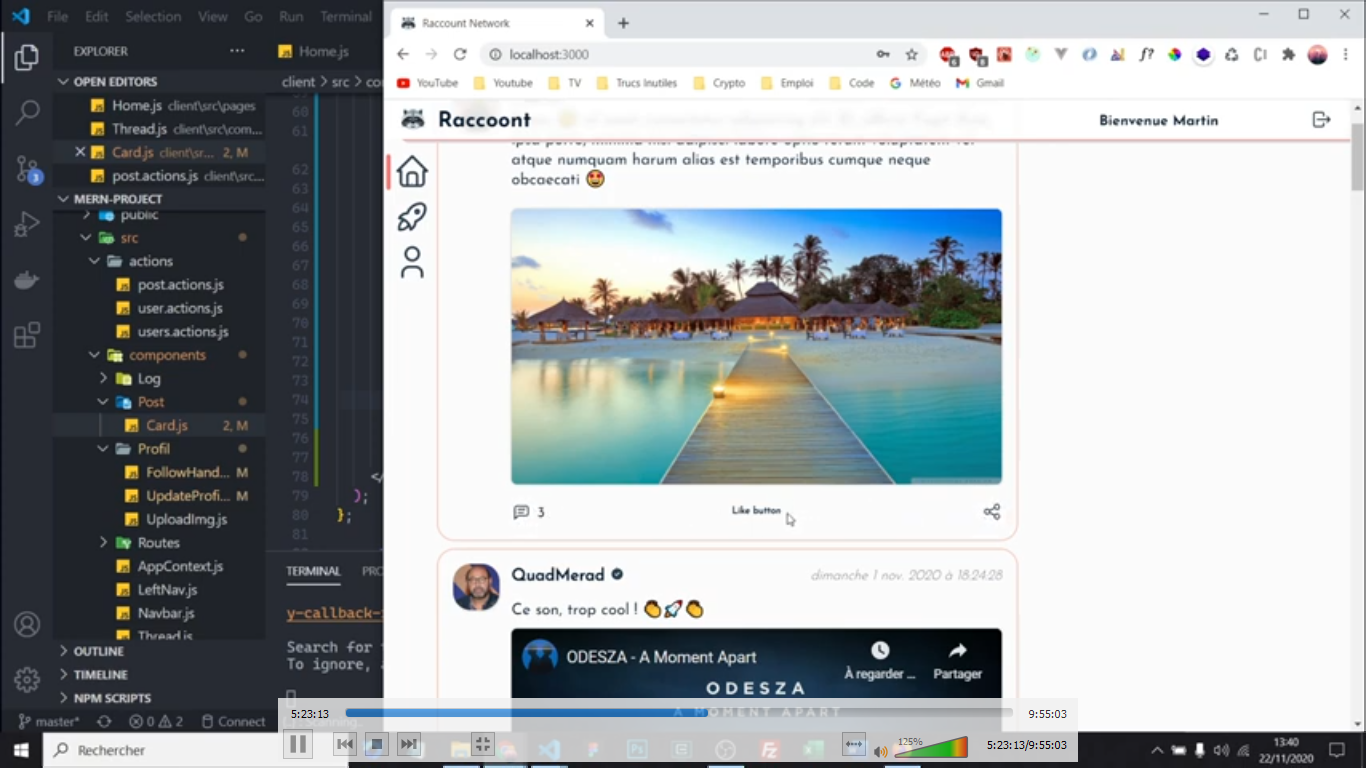 File Edit Selection View Go Run Terminal
EXPLORER
Home.js
OPEN EDITORS
client > src > co
Home.js client\src\pages
Thread.js client\src\com...
Card.js client\sr... 2, M
post.actions.js client\src...
MERN-PROJECT
public
src
actions
post.actions.js
user.actions.js
users.actions.js
components
Log
Post
Card.js 2, M
Profil
FollowHand... M
UpdateProfi... M
UploadImg.js
Routes
AppContext.js
LeftNav.js
Navbar.js
Thread.js
OUTLINE
TIMELINE
NPM SCRIPTS
master*
0 2
Connect
3
60
61
62
63
64
65
66
67
68
69
70
71
72
73
74
75
76
77
78 </
79 );
80 };
81
TERMINAL PRO
y-callback-
Search for
To ignore,
Raccount Network
localhost:3000
YouTube Youtube TV Trucs Inutiles Crypto Emploi Code Météo Gmail
Raccoont
Bienvenue Martin
atque numquam harum alias est temporibus cumque neque
obcaecati 🤩
3
Like button
QuadMerad
dimanche 1 nov. 2020 à 18:24:28
Ce son, trop cool ! 👏🚀👏
ODESZA - A Moment Apart
À regarder ...
Partager
ODESZA
A MOMENT APART
5:23:13
9:55:03
125%
5:23:13/9:55:03
Rechercher
13:40
22/11/2020